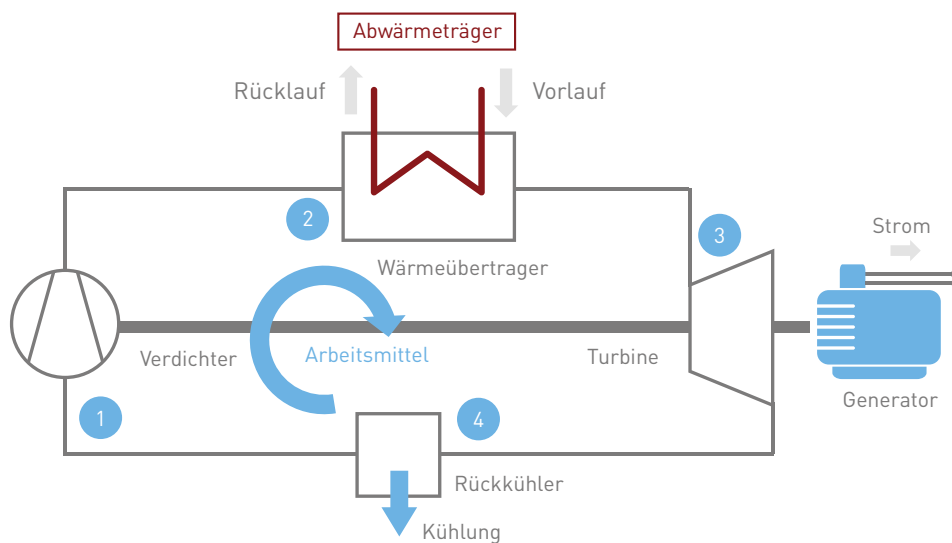 Abwärmeträger
Rücklauf
Vorlauf
2
3
Strom
Wärmeübertrager
Verdichter
Arbeitsmittel
Turbine
Generator
1
4
Rückkühler
Kühlung